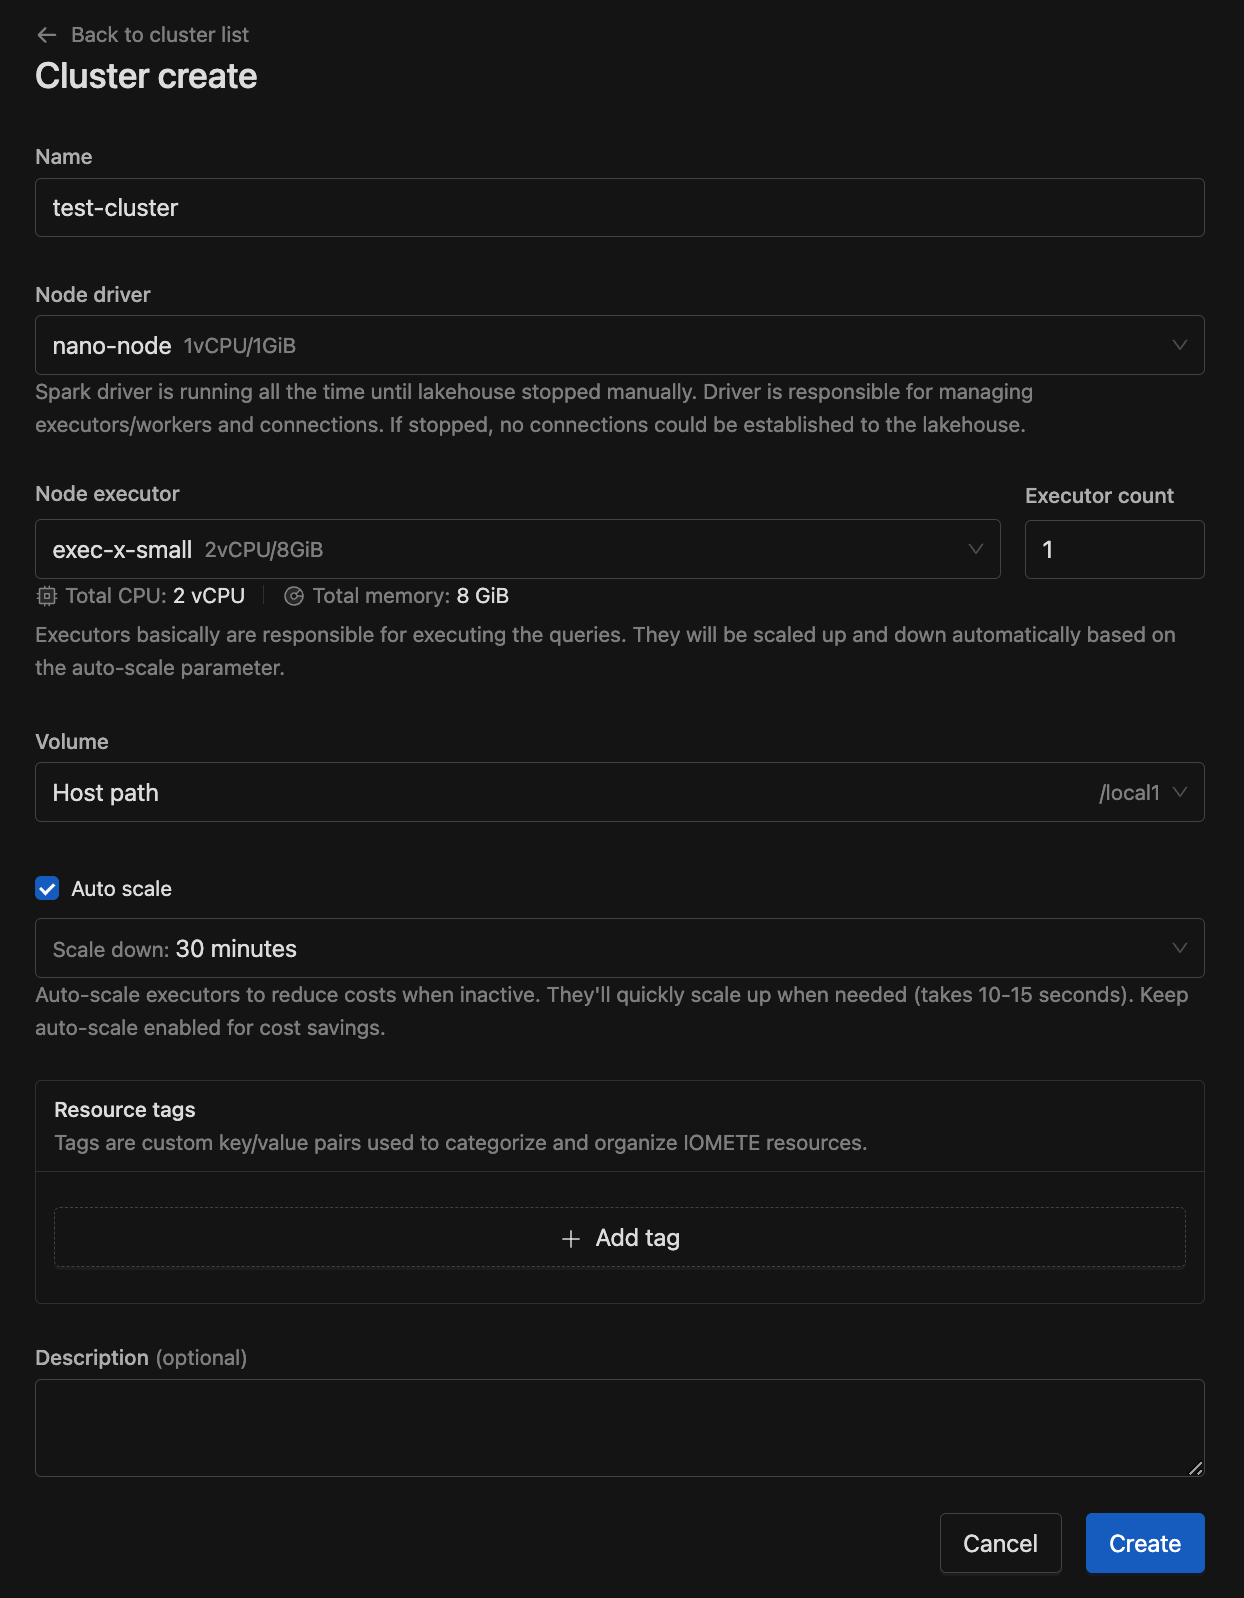 Back to cluster list
Cluster create
Name
test-cluster
Node driver
nano-node 1vCPU/1GiB
Spark driver is running all the time until lakehouse stopped manually. Driver is responsible for managing
executors/workers and connections. If stopped, no connections could be established to the lakehouse.
Node executor
Executor count
exec-x-small 2vCPU/8GiB
1
Total CPU: 2 vCPU
Total memory: 8 GiB
Executors basically are responsible for executing the queries. They will be scaled up and down automatically based on
the auto-scale parameter.
Volume
Host path /local1
Auto scale
Scale down: 30 minutes
Auto-scale executors to reduce costs when inactive. They'll quickly scale up when needed (takes 10-15 seconds). Keep
auto-scale enabled for cost savings.
Resource tags
Tags are custom key/value pairs used to categorize and organize IOMETE resources.
Add tag
Description (optional)
Cancel
Create